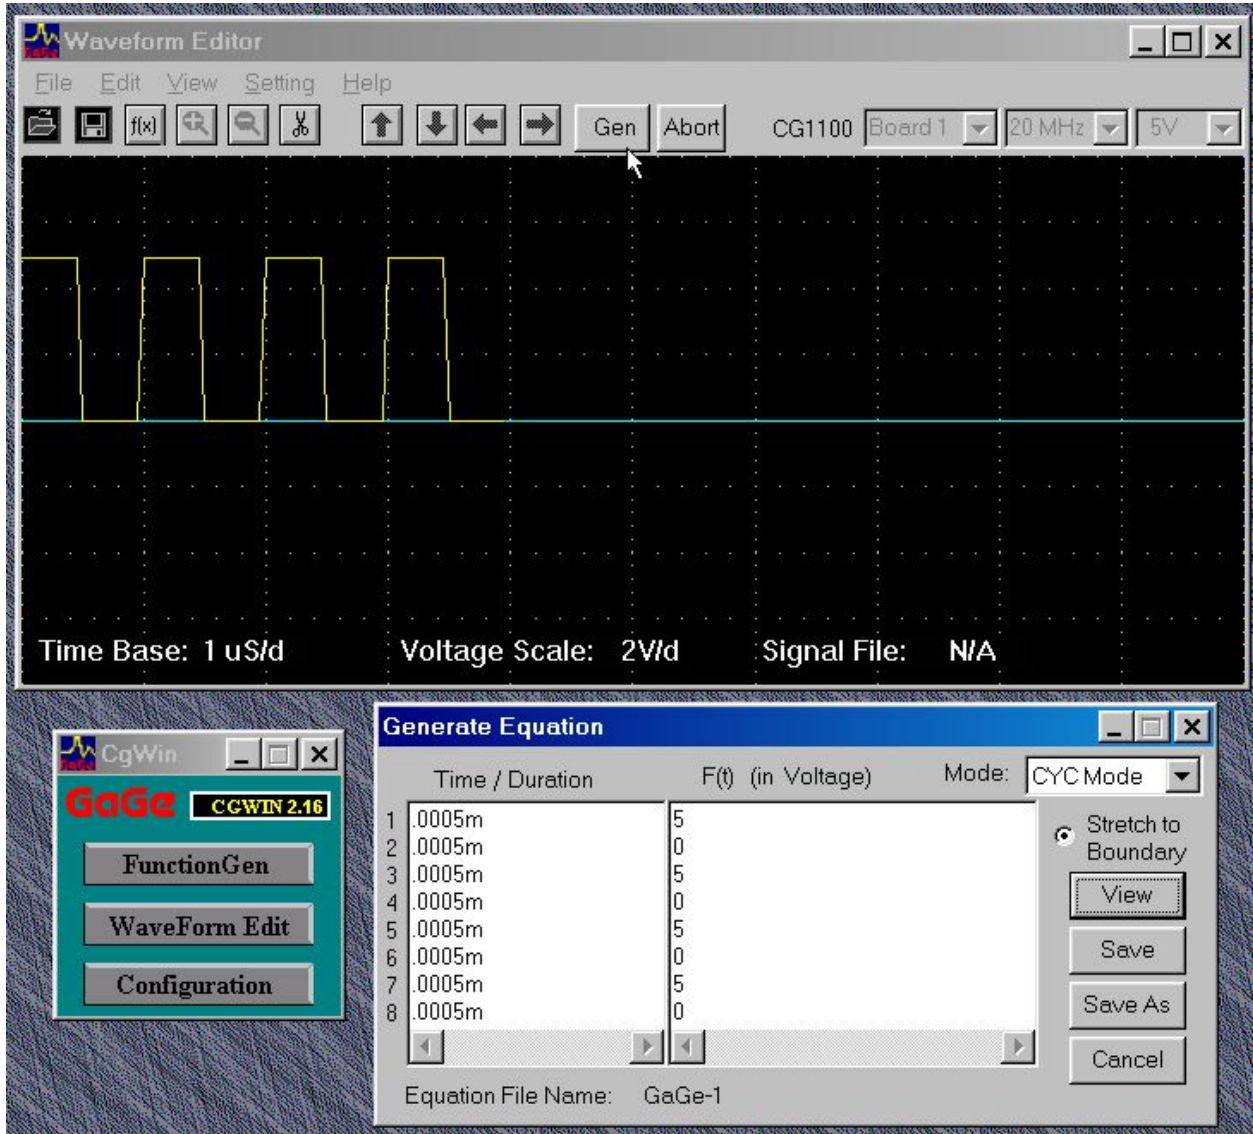 Waveform Editor
File Edit View Setting Help
f(x) Gen Abort CG1100 Board 1 20 MHz 5V
Time Base: 1 uS/d Voltage Scale: 2V/d Signal File: N/A
CgWin
GaGe CGWIN 2.16
FunctionGen
WaveForm Edit
Configuration
Generate Equation
Time / Duration F(t) (in Voltage) Mode: CYC Mode
1 .0005m 5
2 .0005m 0
3 .0005m 5
4 .0005m 0
5 .0005m 5
6 .0005m 0
7 .0005m 5
8 .0005m 0
Stretch to
Boundary
View
Save
Save As
Cancel
Equation File Name: GaGe-1